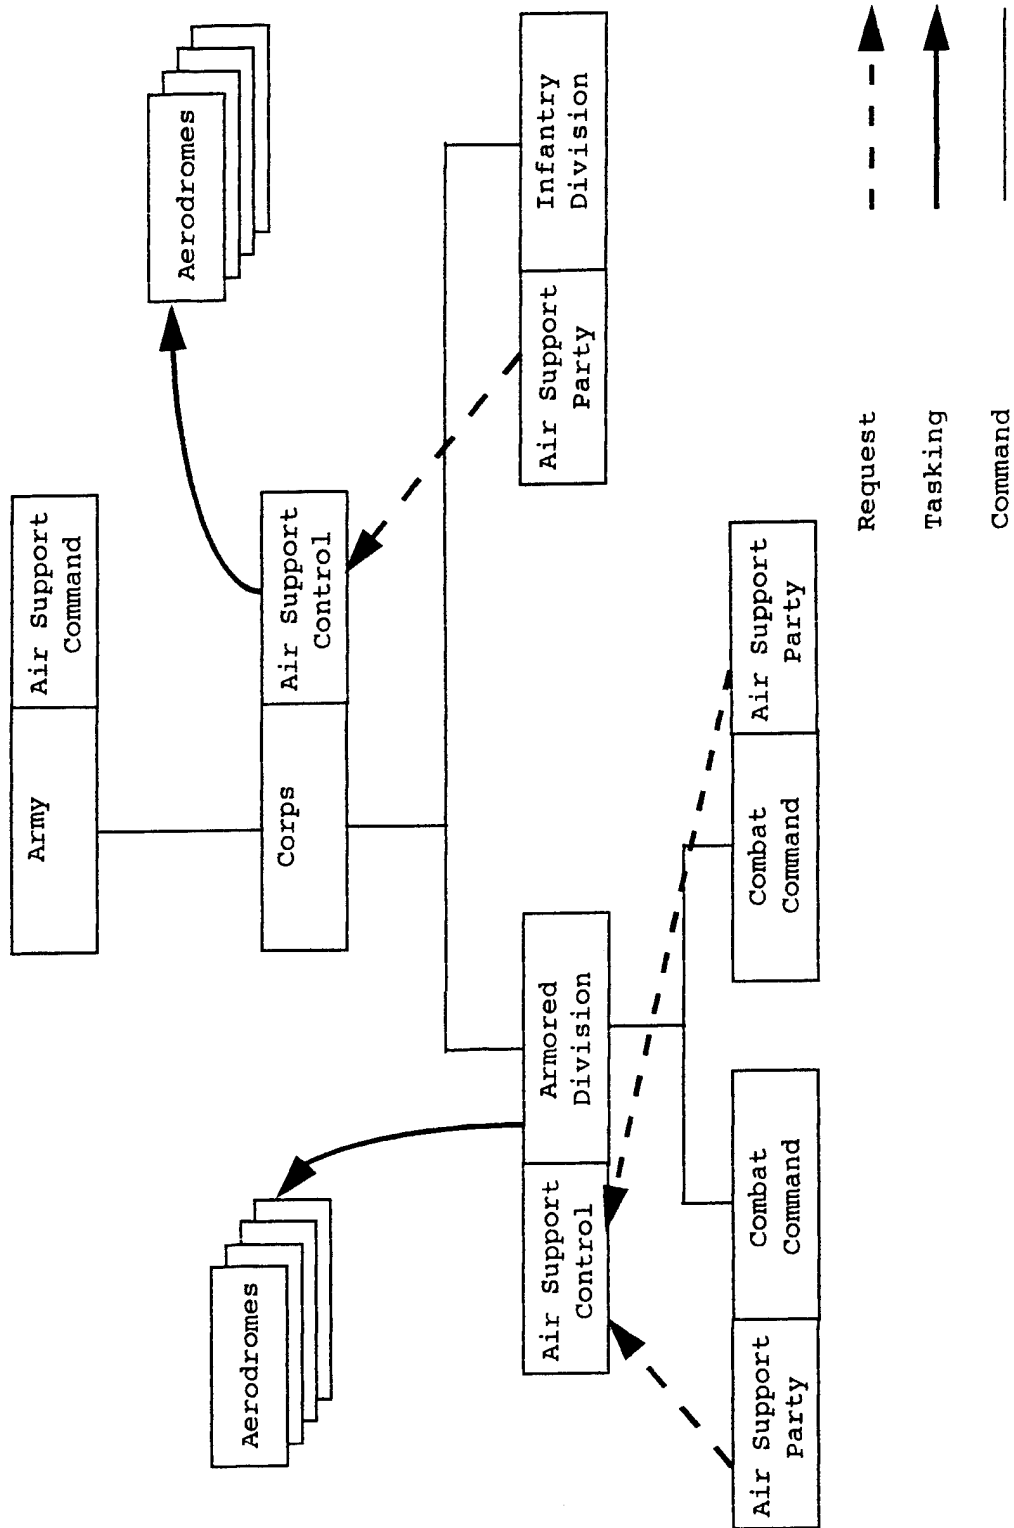 Army
Air Support
Command
Aerodromes
Aerodromes
Corps
Air Support
Control
Air Support
Control
Armored
Division
Air Support
Party
Infantry
Division
Air Support
Party
Combat
Command
Combat
Command
Air Support
Party
Request
Tasking
Command